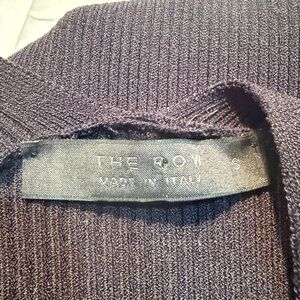 THE ROW S
MADE IN ITALY